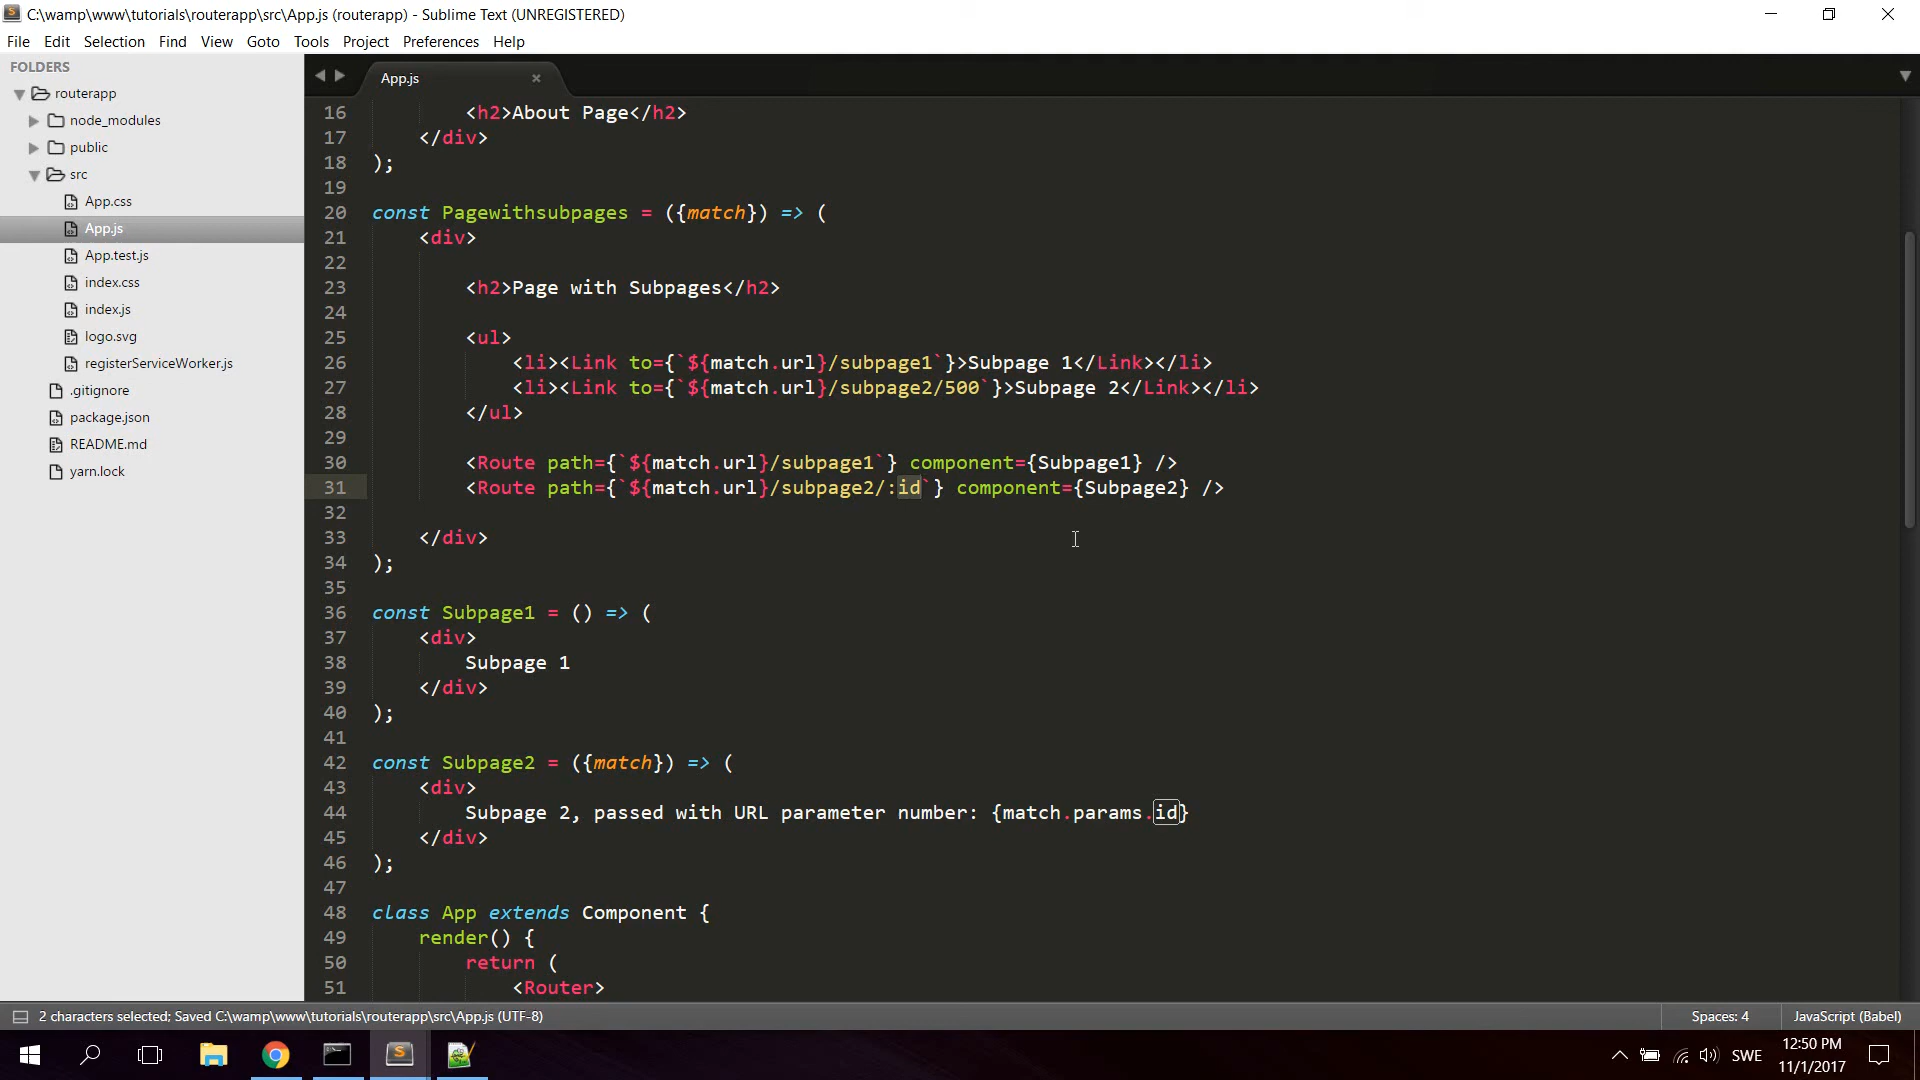 C:\wamp\www\tutorials\routerapp\src\App.js (routerapp) - Sublime Text (UNREGISTERED)
File Edit Selection Find View Goto Tools Project Preferences Help
FOLDERS
routerapp
node_modules
public
src
App.css
App.js
App.test.js
index.css
index.js
logo.svg
registerServiceWorker.js
.gitignore
package.json
README.md
yarn.lock
App.js
16 <h2>About Page</h2>
17 </div>
18 );
19
20 const Pagewithsubpages = ({match}) => (
21 <div>
22
23 <h2>Page with Subpages</h2>
24
25 <ul>
26 <li><Link to={`${match.url}/subpage1`}>Subpage 1</Link></li>
27 <li><Link to={`${match.url}/subpage2/500`}>Subpage 2</Link></li>
28 </ul>
29
30 <Route path={`${match.url}/subpage1`} component={Subpage1} />
31 <Route path={`${match.url}/subpage2/:id`} component={Subpage2} />
32
33 </div>
34 );
35
36 const Subpage1 = () => (
37 <div>
38 Subpage 1
39 </div>
40 );
41
42 const Subpage2 = ({match}) => (
43 <div>
44 Subpage 2, passed with URL parameter number: {match.params.id}
45 </div>
46 );
47
48 class App extends Component {
49 render() {
50 return (
51 <Router>
2 characters selected; Saved C:\wamp\www\tutorials\routerapp\src\App.js (UTF-8)
Spaces: 4
JavaScript (Babel)
SWE
12:50 PM
11/1/2017